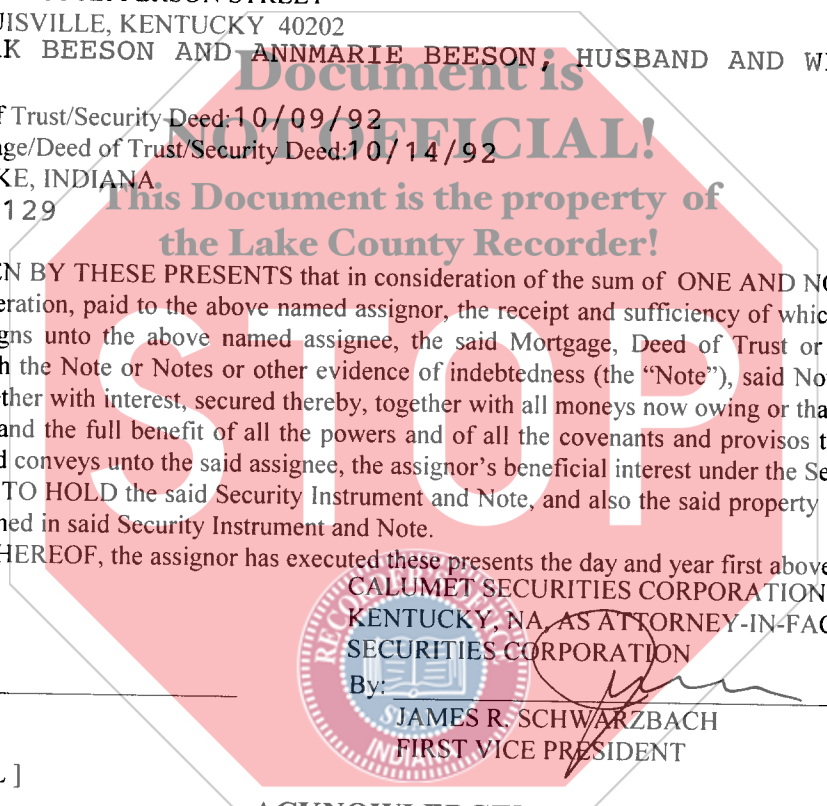 UISVILLE, KENTUCKY 40202
K BEESON AND ANNMARIE BEESON, HUSBAND AND W
Document is
f Trust/Security Deed:10/09/92
NOT OFFICIAL!
ge/Deed of Trust/Security Deed:10/14/92
KE, INDIANA
This Document is the property of
129
the Lake County Recorder!
EN BY THESE PRESENTS that in consideration of the sum of ONE AND NO
eration, paid to the above named assignor, the receipt and sufficiency of whic
gns unto the above named assignee, the said Mortgage, Deed of Trust or
h the Note or Notes or other evidence of indebtedness (the “Note”), said No
ther with interest, secured thereby, together with all moneys now owing or tha
and the full benefit of all the powers and of all the covenants and provisos t
d conveys unto the said assignee, the assignor's beneficial interest under the Se
TO HOLD the said Security Instrument and Note, and also the said property
ned in said Security Instrument and Note.
HEREOF, the assignor has executed these presents the day and year first above
STOP
CALUMET SECURITIES CORPORATION
KENTUCKY, NA, AS ATTORNEY-IN-FAC
SECURITIES CORPORATION
By:
JAMES R. SCHWARZBACH
FIRST VICE PRESIDENT
RECORDER'S
SEAL
INDIANA
L ]